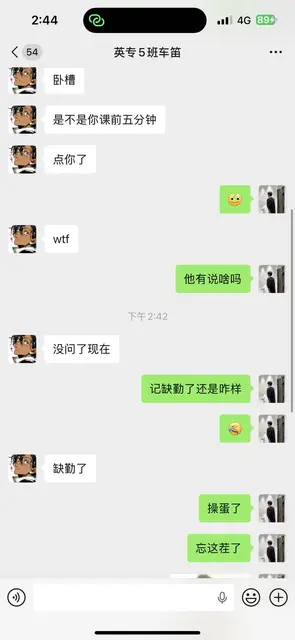 2:44
4G
89
54
英专5班车笛
卧槽
是不是你课前五分钟
点你了
wtf
他有说啥吗
下午2:42
没问了现在
记缺勤了还是咋样
缺勤了
操蛋了
忘这茬了